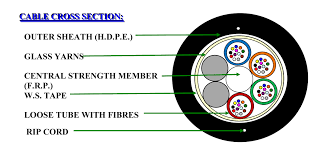 CABLE CROSS SECTION:
OUTER SHEATH (H.D.P.E.)
GLASS YARNS
CENTRAL STRENGTH MEMBER
(F.R.P.)
W.S. TAPE
LOOSE TUBE WITH FIBRES
RIP CORD